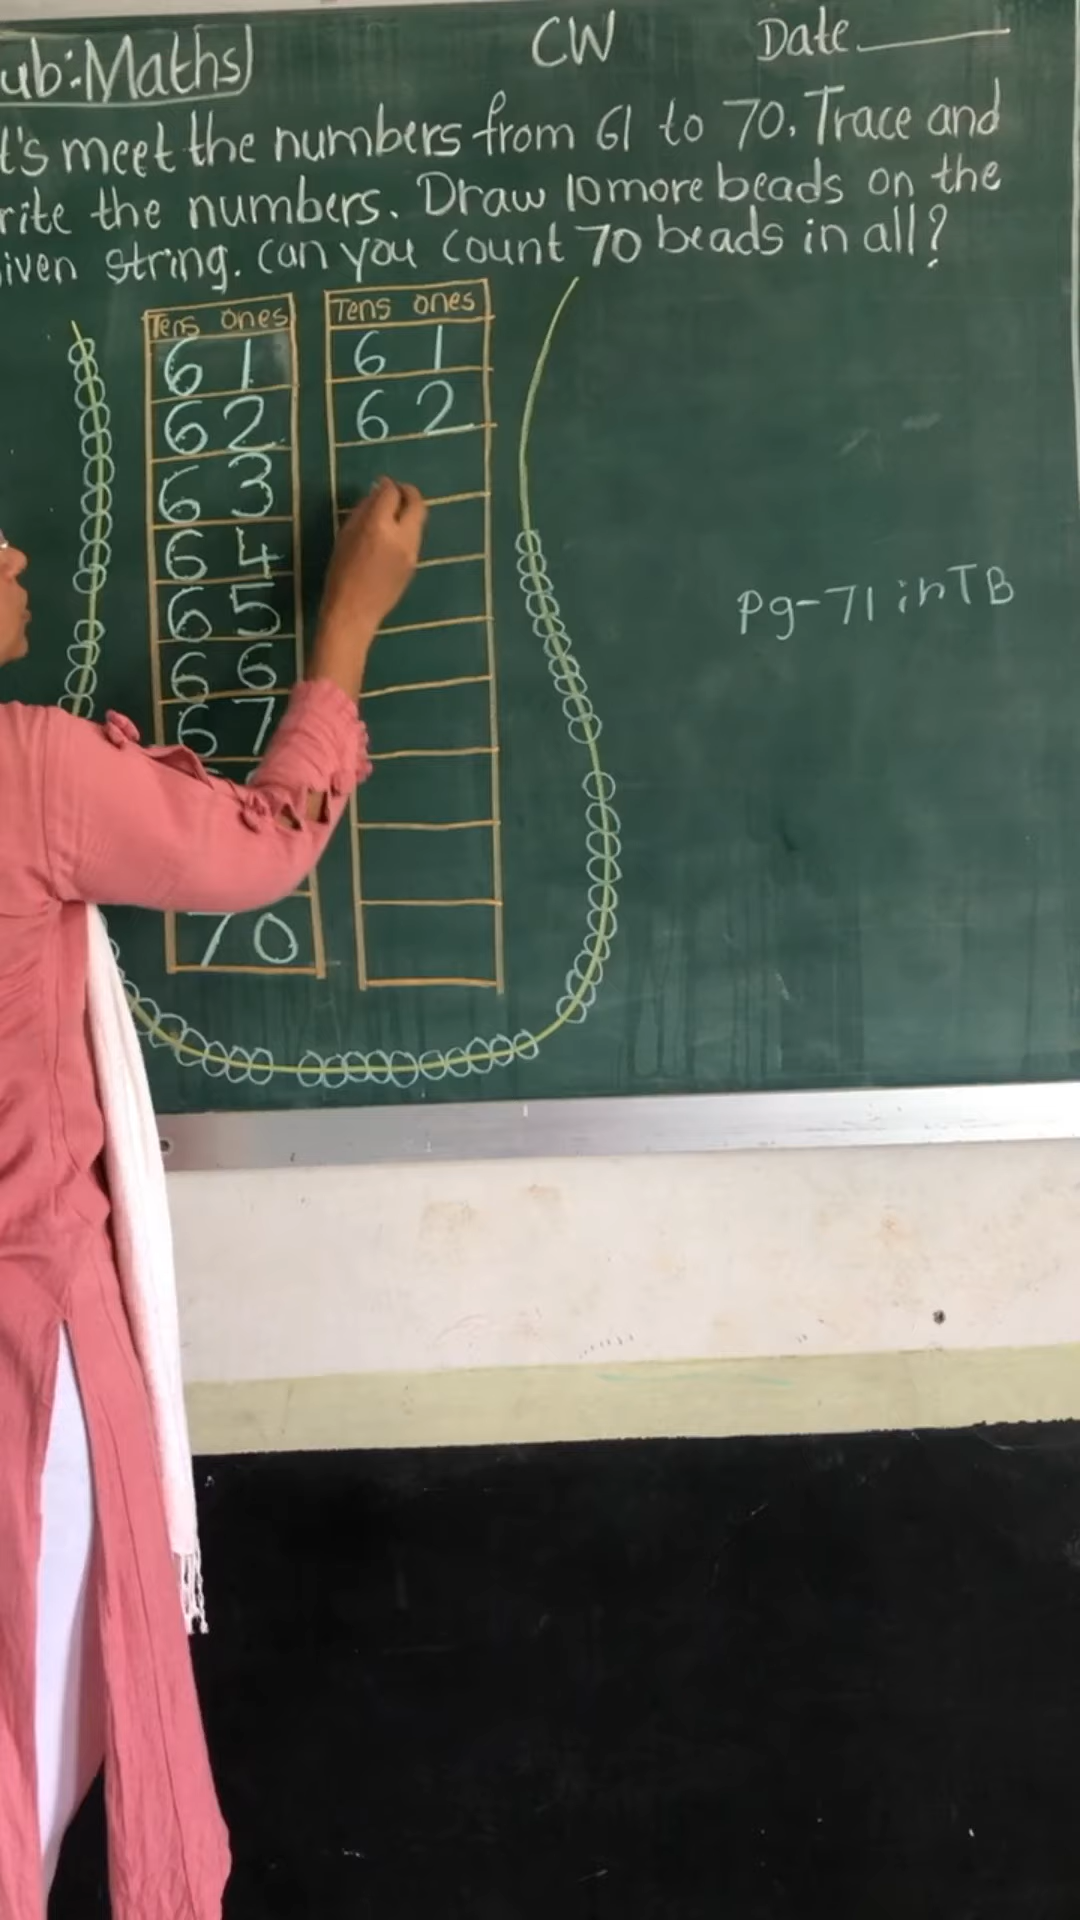 ub:Maths
CW
Date
t's meet the numbers from 61 to 70. Trace and
rite the numbers. Draw 10 more beads on the
iven string. Can you count 70 beads in all?
Tens ones
6 1
6 2
6 3
6 4
6 5
6 6
6 7
7 0
Tens ones
6 1
6 2
Pg-71 in TB